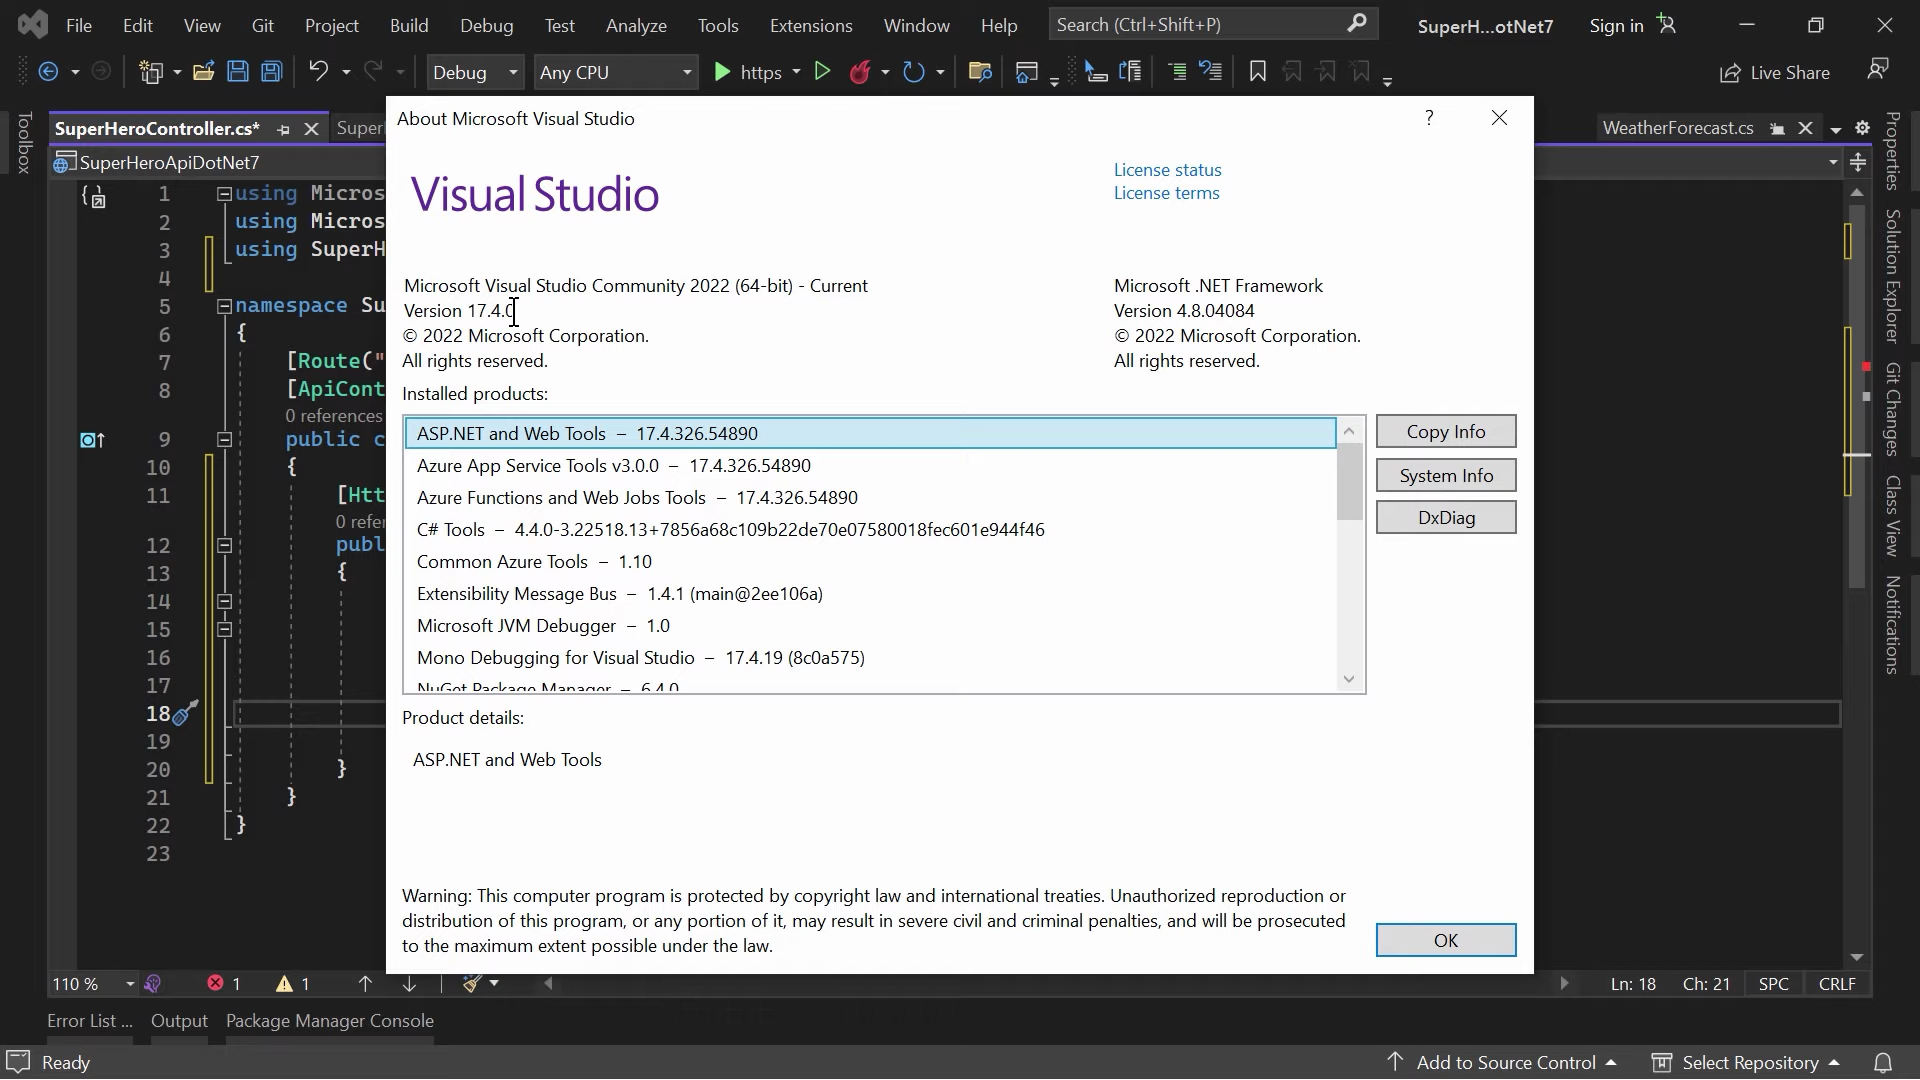 File Edit View Git Project Build Debug Test Analyze Tools Extensions Window Help Search (Ctrl+Shift+P) SuperH...otNet7 Sign in
Debug Any CPU https Live Share
SuperHeroController.cs* Super WeatherForecast.cs
SuperHeroApiDotNet7
Toolbox
Properties
Solution Explorer
Git Changes
Class View
Notifications
1 using Micros
2 using Micros
3 using SuperH
4
5 namespace Su
6 {
7 [Route("
8 [ApiCont
0 references
9 public c
10 {
11 [Htt
0 refer
12 publ
13 {
14
15
16
17
18
19
20 }
21 }
22 }
23
About Microsoft Visual Studio ?
Visual Studio
License status
License terms
Microsoft Visual Studio Community 2022 (64-bit) - Current
Version 17.4.0
© 2022 Microsoft Corporation.
All rights reserved.
Microsoft .NET Framework
Version 4.8.04084
© 2022 Microsoft Corporation.
All rights reserved.
Installed products:
ASP.NET and Web Tools – 17.4.326.54890
Azure App Service Tools v3.0.0 – 17.4.326.54890
Azure Functions and Web Jobs Tools – 17.4.326.54890
C# Tools – 4.4.0-3.22518.13+7856a68c109b22de70e07580018fec601e944f46
Common Azure Tools – 1.10
Extensibility Message Bus – 1.4.1 (main@2ee106a)
Microsoft JVM Debugger – 1.0
Mono Debugging for Visual Studio – 17.4.19 (8c0a575)
NuGet Package Manager – 6.4.0
Copy Info
System Info
DxDiag
Product details:
ASP.NET and Web Tools
Warning: This computer program is protected by copyright law and international treaties. Unauthorized reproduction or
distribution of this program, or any portion of it, may result in severe civil and criminal penalties, and will be prosecuted
to the maximum extent possible under the law.
OK
110 % 1 1 Ln: 18 Ch: 21 SPC CRLF
Error List ... Output Package Manager Console
Ready Add to Source Control Select Repository